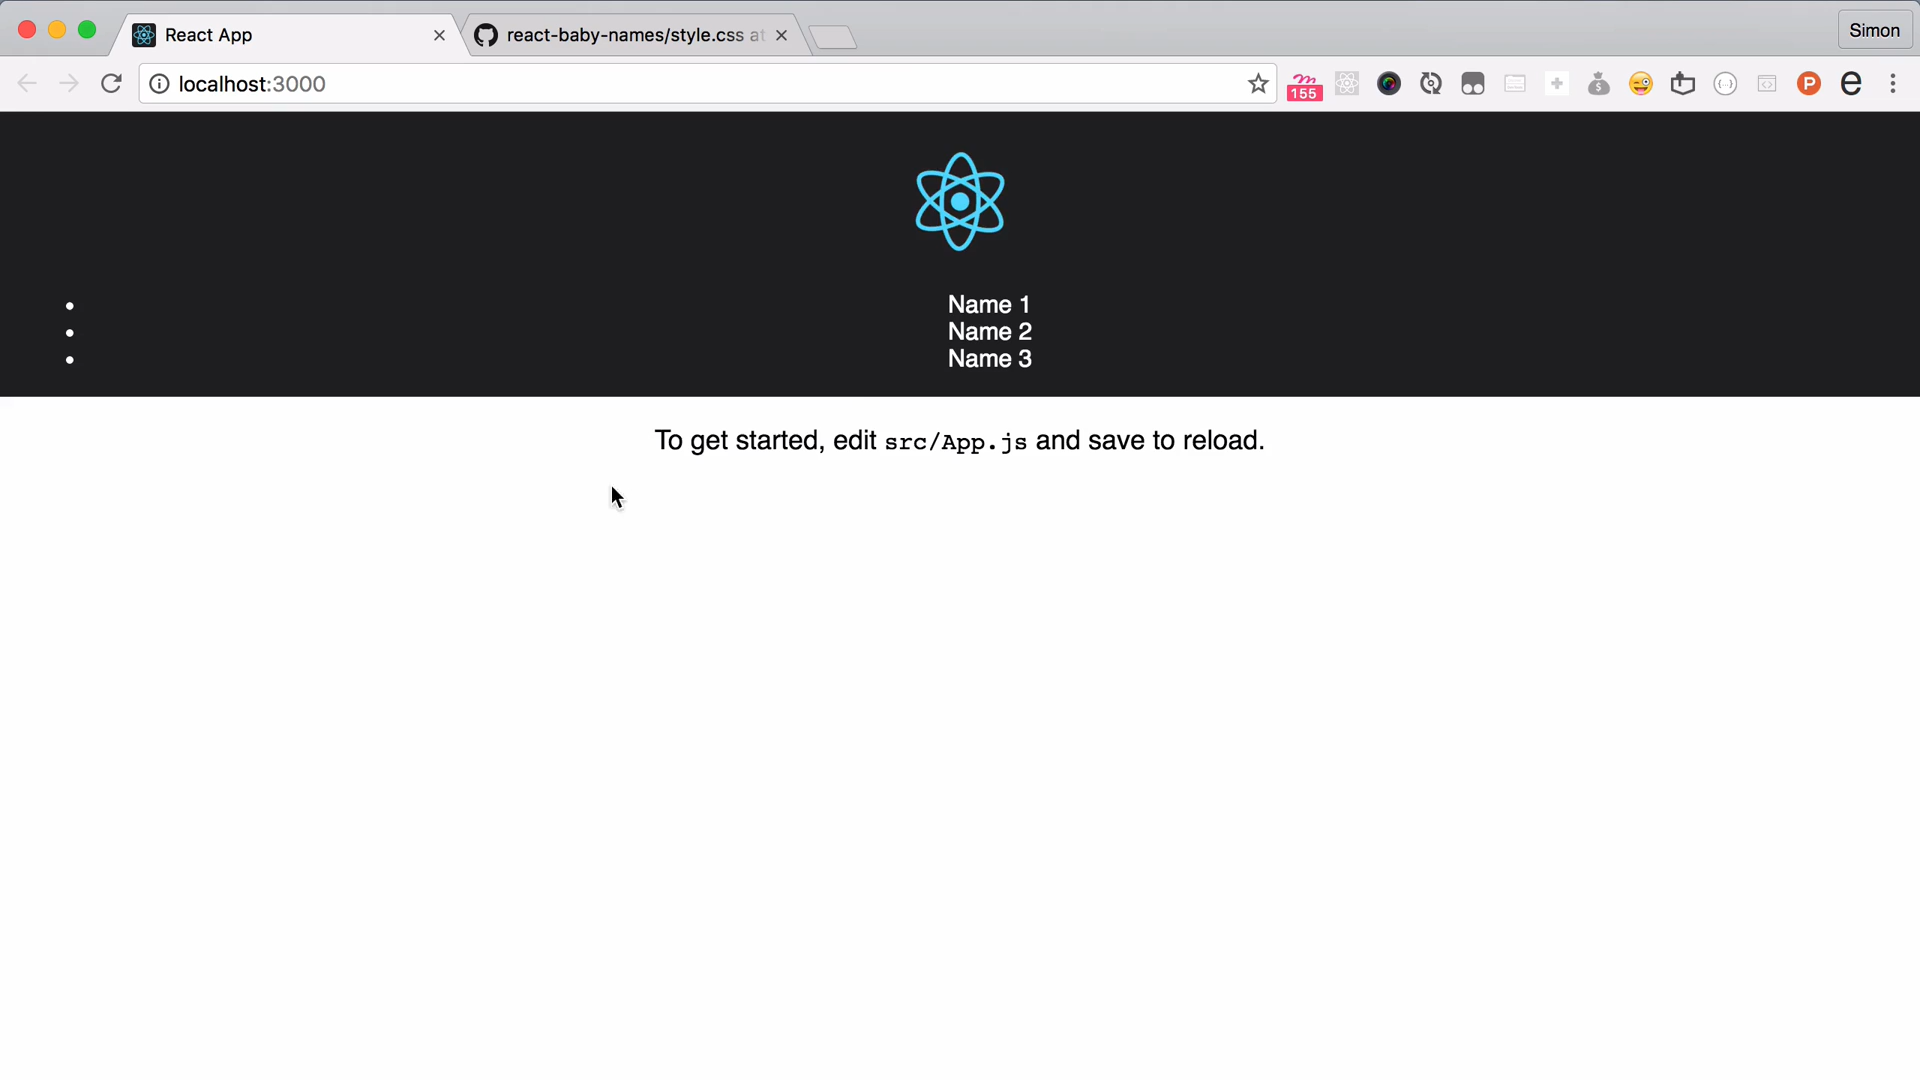 React App
react-baby-names/style.css at
Simon
localhost:3000
155
P
e
Name 1
Name 2
Name 3
To get started, edit src/App.js and save to reload.